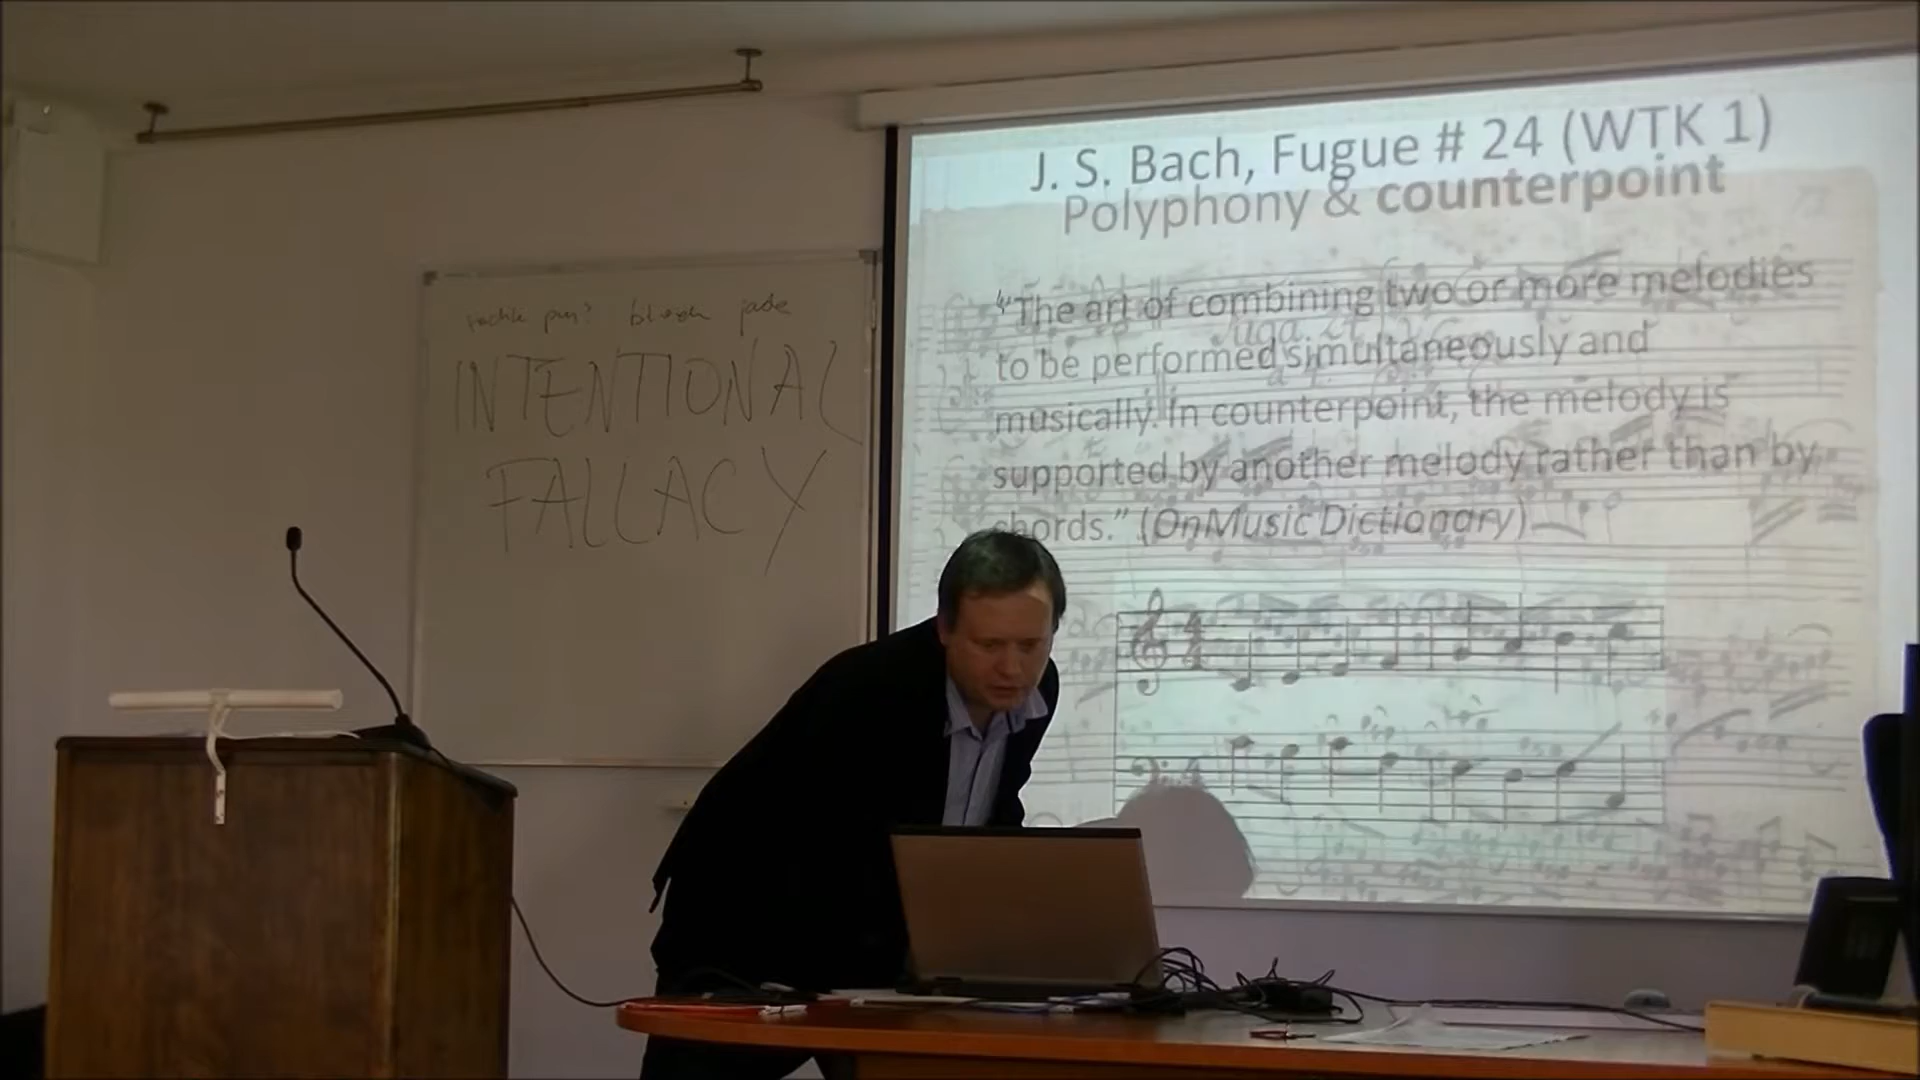 black jade
INTENTIONAL
FALLACY
J. S. Bach, Fugue # 24 (WTK 1)
Polyphony & counterpoint
“The art of combining two or more melodies
to be performed simultaneously and
musically. In counterpoint, the melody is
supported by another melody rather than by
chords.” (OnMusic Dictionary)